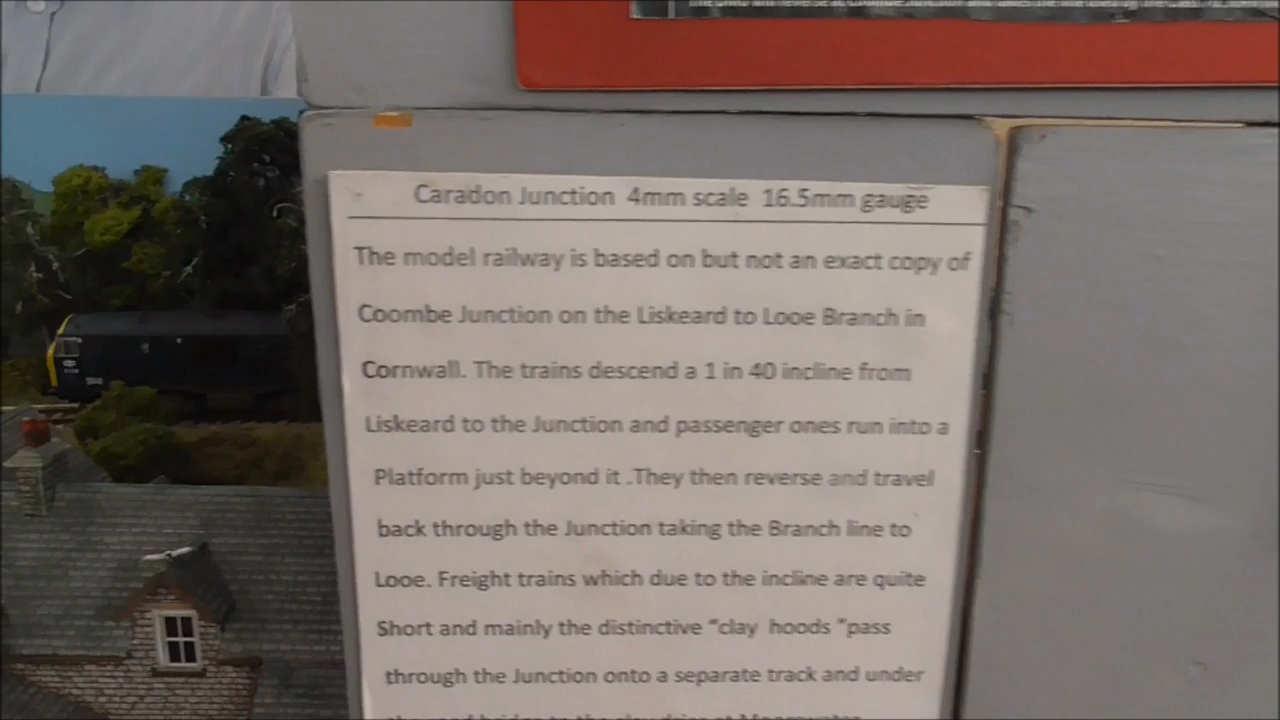 Caradon Junction 4mm scale 16.5mm gauge
The model railway is based on but not an exact copy of
Coombe Junction on the Liskeard to Looe Branch in
Cornwall. The trains descend a 1 in 40 incline from
Liskeard to the Junction and passenger ones run into a
Platform just beyond it .They then reverse and travel
back through the Junction taking the Branch line to
Looe. Freight trains which due to the incline are quite
Short and mainly the distinctive "clay hoods "pass
through the Junction onto a separate track and under